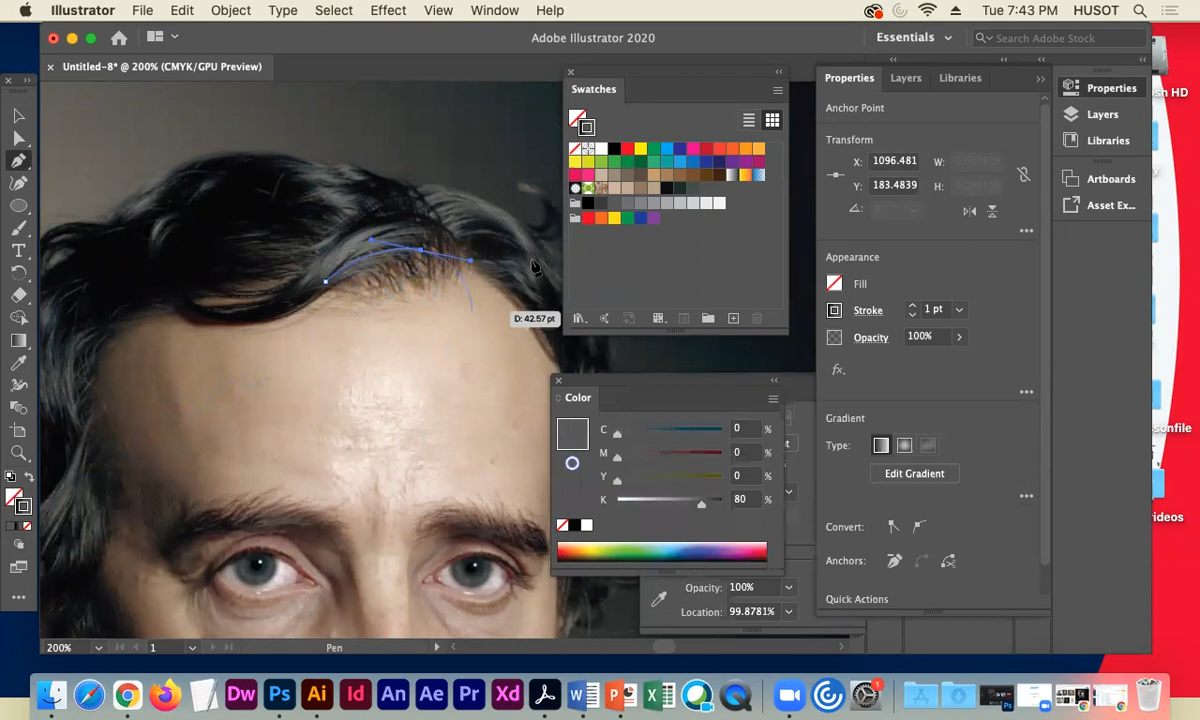 Illustrator File Edit Object Type Select Effect View Window Help
Tue 7:43 PM HUSOT
Adobe Illustrator 2020
Essentials
Search Adobe Stock
Untitled-8* @ 200% (CMYK/GPU Preview)
Swatches
Properties Layers Libraries
Anchor Point
Transform
X: 1096.481 W:
Y: 183.4839 H:
Appearance
Fill
Stroke 1 pt
Opacity 100%
fx.
Gradient
Type:
Edit Gradient
Convert:
Anchors:
Quick Actions
Properties
Layers
Libraries
Artboards
Asset Ex...
D: 42.57 pt
Color
C 0 %
M 0 %
Y 0 %
K 80 %
Opacity: 100%
Location: 99.8781%
200% 1 Pen
HD
sonfile
ideos
Dw Ps Ai Id An Ae Pr Xd
1